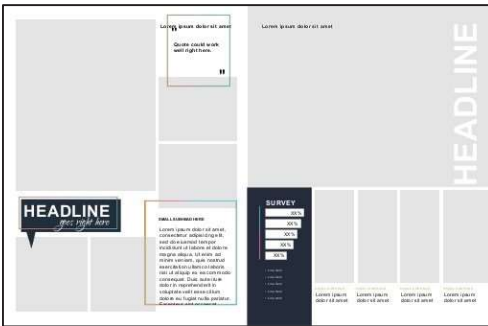 Lorem ipsum dolor sit amet
"
Quote could work
well right here.
"
HEADLINE
goes right here
SMALL SUBHEAD HERE
Lorem ipsum dolor sit amet,
consectetur adipiscing elit,
sed do eiusmod tempor
incididunt ut labore et dolore
magna aliqua. Ut enim ad
minim veniam, quis nostrud
exercitation ullamco laboris,
nisi ut aliquip ex ea commodo
consequat. Duis aute irure
dolor in reprehenderit in
voluptate velit esse cillum
dolore eu fugiat nulla pariatur.
Lorem ipsum dolor sit amet
HEADLINE
SURVEY
XX%
XX%
XX%
XX%
XX%
Lorem ipsum
dolor sit amet
Lorem ipsum
dolor sit amet
Lorem ipsum
dolor sit amet
Lorem ipsum
dolor sit amet